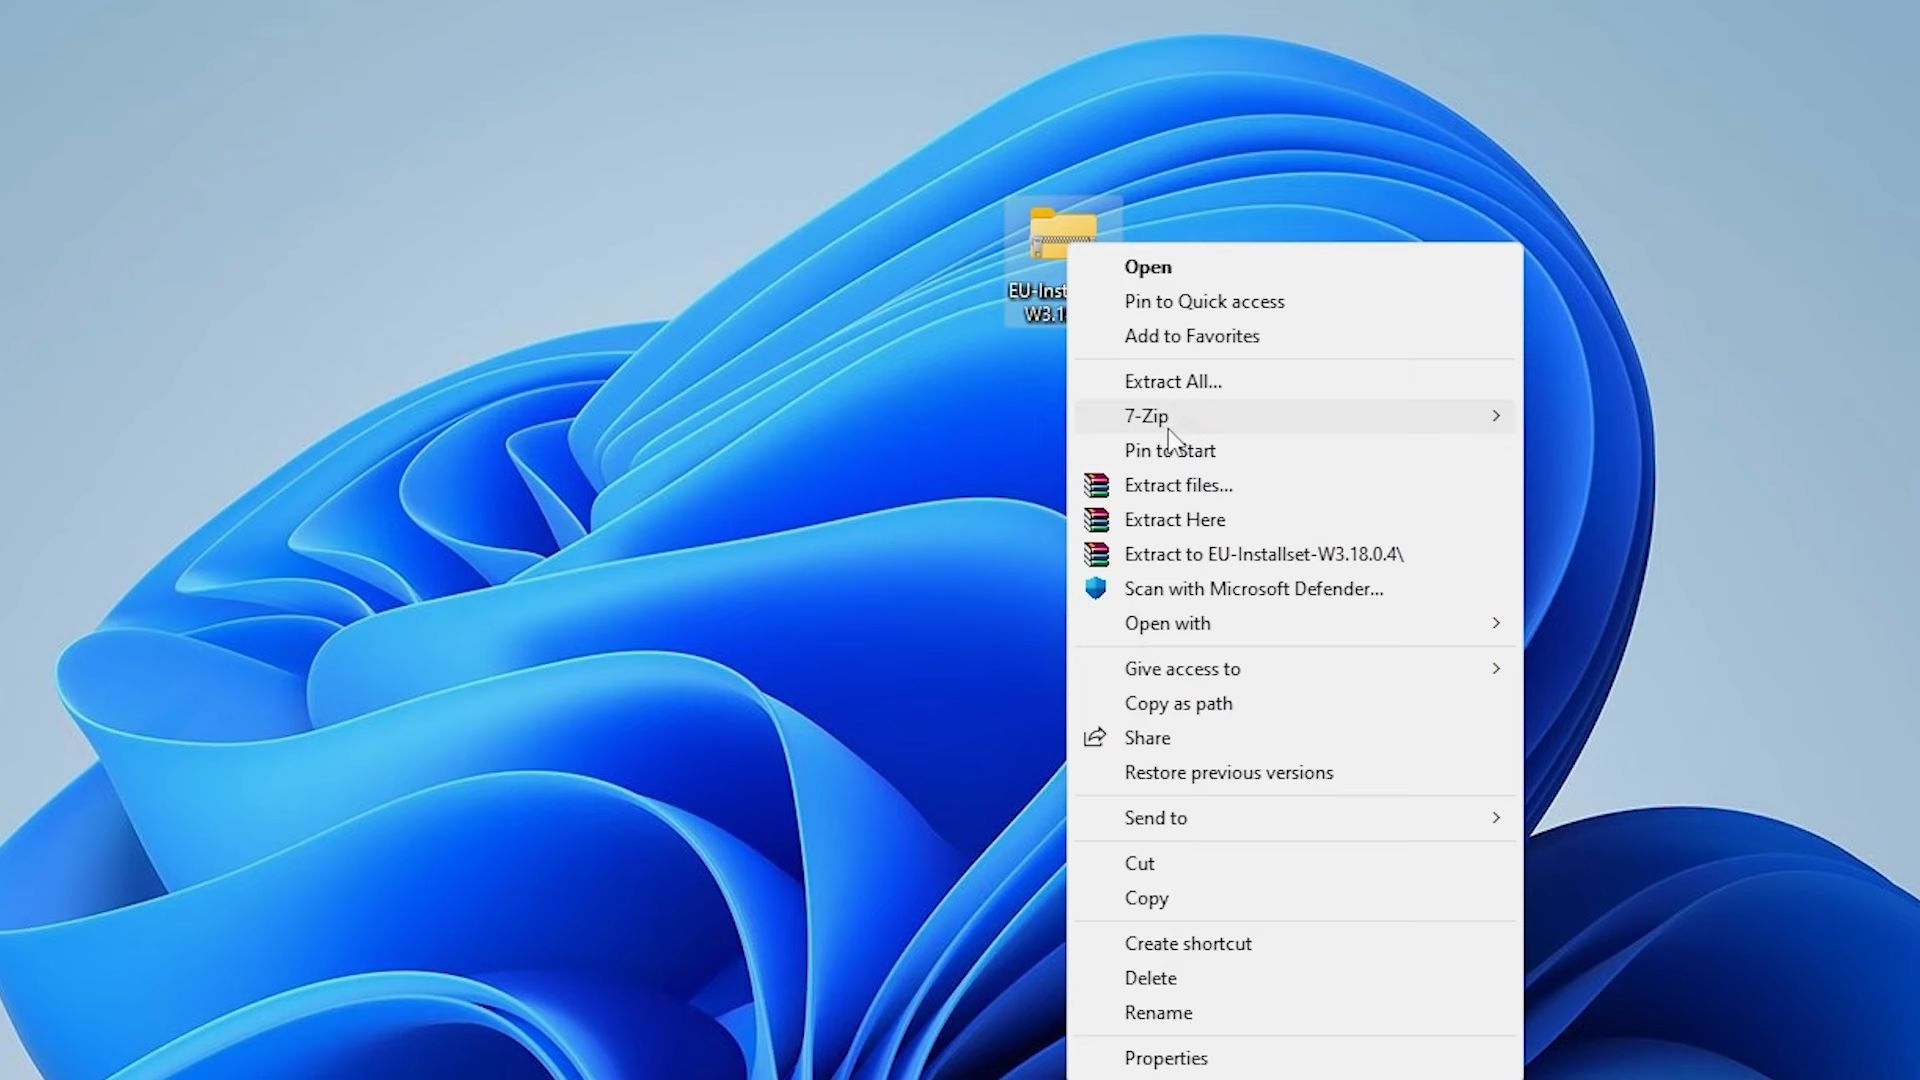 EU-Inst
W3.1
Open
Pin to Quick access
Add to Favorites
Extract All...
7-Zip
Pin to Start
Extract files...
Extract Here
Extract to EU-Installset-W3.18.0.4\
Scan with Microsoft Defender...
Open with
Give access to
Copy as path
Share
Restore previous versions
Send to
Cut
Copy
Create shortcut
Delete
Rename
Properties